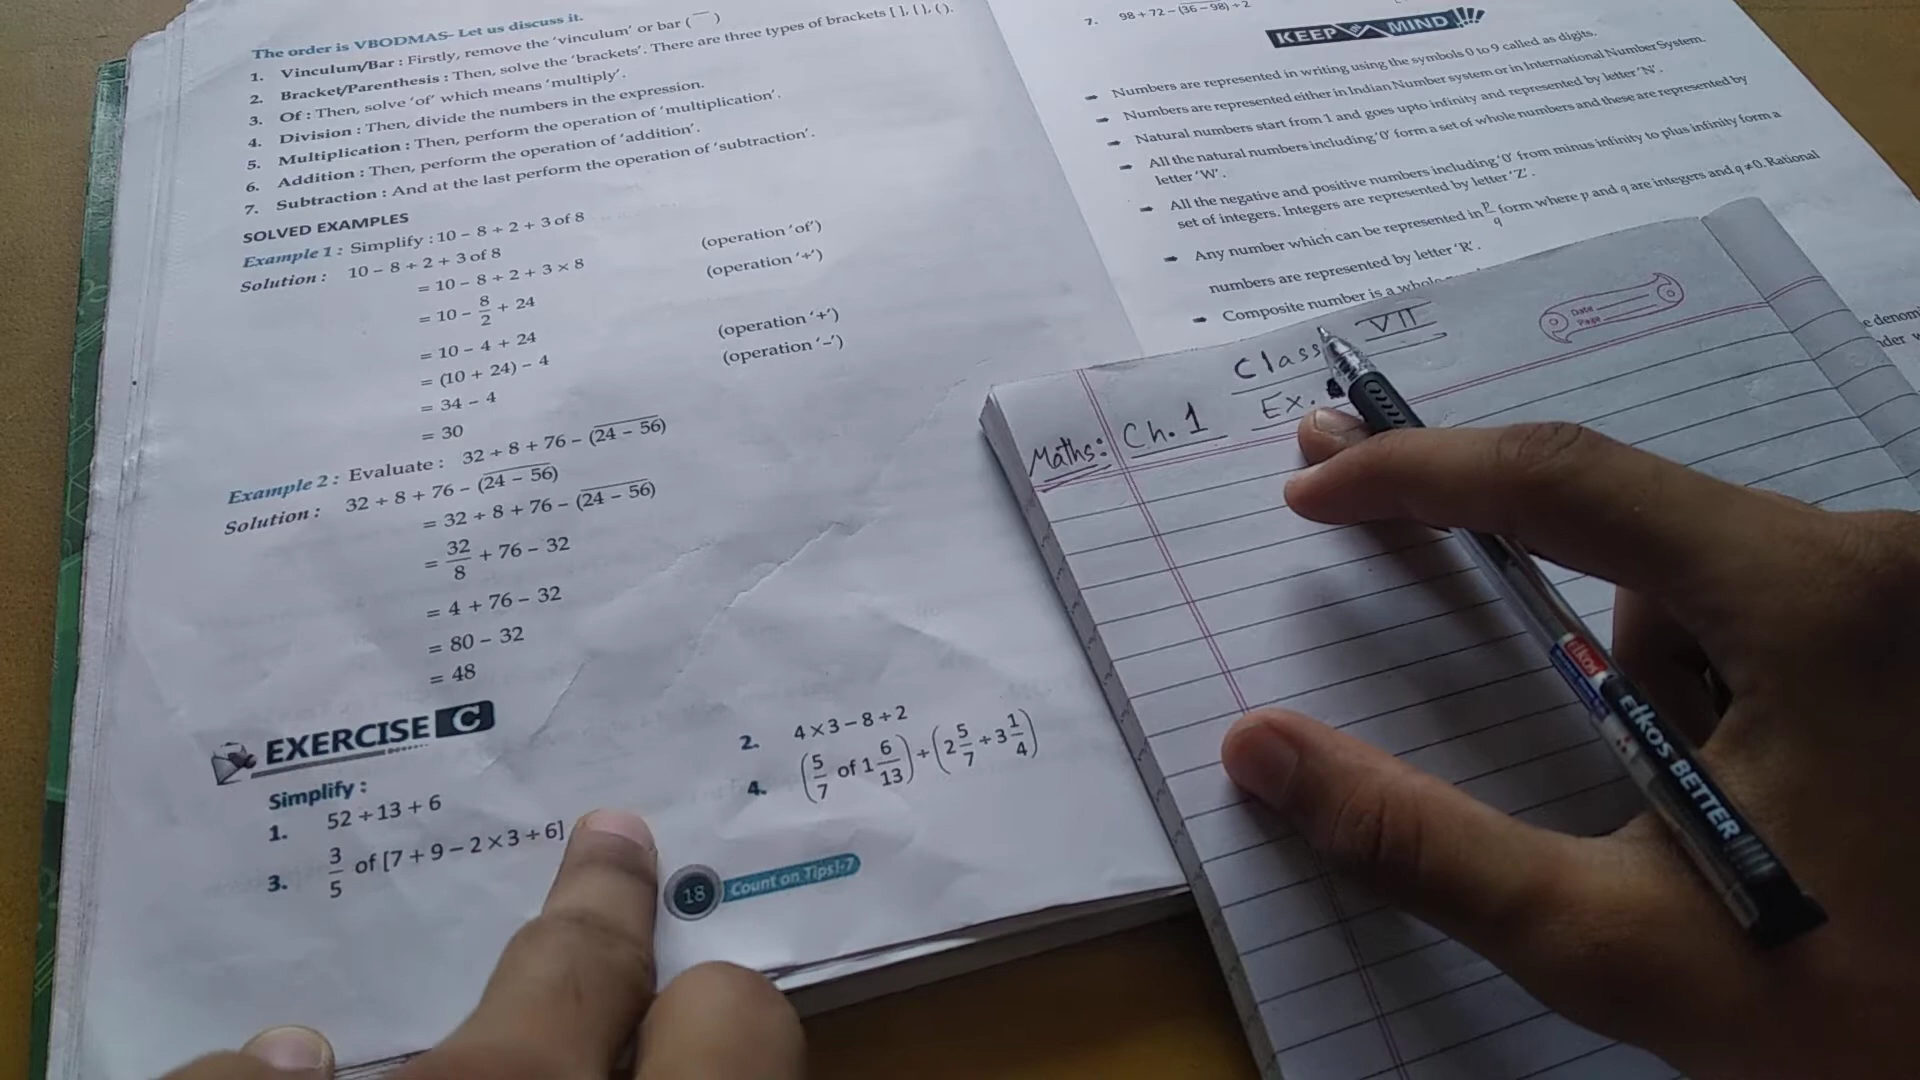 The order is VBODMAS- Let us discuss it.
1. Vinculum/Bar : Firstly, remove the 'vinculum' or bar ( ‾ )
2. Bracket/Parenthesis : Then, solve the 'brackets'. There are three types of brackets [ ], { }, ( ).
3. Of : Then, solve 'of' which means 'multiply'.
4. Division : Then, divide the numbers in the expression.
5. Multiplication : Then, perform the operation of 'multiplication'.
6. Addition : Then, perform the operation of 'addition'.
7. Subtraction : And at the last perform the operation of 'subtraction'.
SOLVED EXAMPLES
Example 1 : Simplify : 10 – 8 ÷ 2 + 3 of 8
Solution : 10 – 8 ÷ 2 + 3 of 8
= 10 – 8 ÷ 2 + 3 × 8 (operation 'of')
= 10 – 8/2 + 24 (operation '÷')
= 10 – 4 + 24
= (10 + 24) – 4 (operation '+')
= 34 – 4 (operation '–')
= 30
Example 2 : Evaluate : 32 ÷ 8 + 76 – (24 – 56)
Solution : 32 ÷ 8 + 76 – (24 – 56)
= 32 ÷ 8 + 76 – (24 – 56)
= 32/8 + 76 – 32
= 4 + 76 – 32
= 80 – 32
= 48
EXERCISE C
Simplify :
1. 52 ÷ 13 + 6
2. 4 × 3 – 8 ÷ 2
3. 3/5 of [7 + 9 – 2 × 3 ÷ 6]
4. (5/7 of 1 6/13) ÷ (2 5/7 ÷ 3 1/4)
18 Count on Tips!-7
7. 98 + 72 – (36 – 98) ÷ 2
KEEP IN MIND!!!
Numbers are represented in writing using the symbols 0 to 9 called as digits.
Numbers are represented either in Indian Number system or in International Number System.
Natural numbers start from 1 and goes upto infinity and represented by letter 'N'.
All the natural numbers including '0' form a set of whole numbers and these are represented by
letter 'W'.
All the negative and positive numbers including '0' from minus infinity to plus infinity form a
set of integers. Integers are represented by letter 'Z'.
Any number which can be represented in p/q form where p and q are integers and q ≠ 0. Rational
numbers are represented by letter 'R'.
Composite number is a whole
e denom
Class VII
Date
Page
Maths: Ch. 1 Ex.
elkos
Elkos BETTER